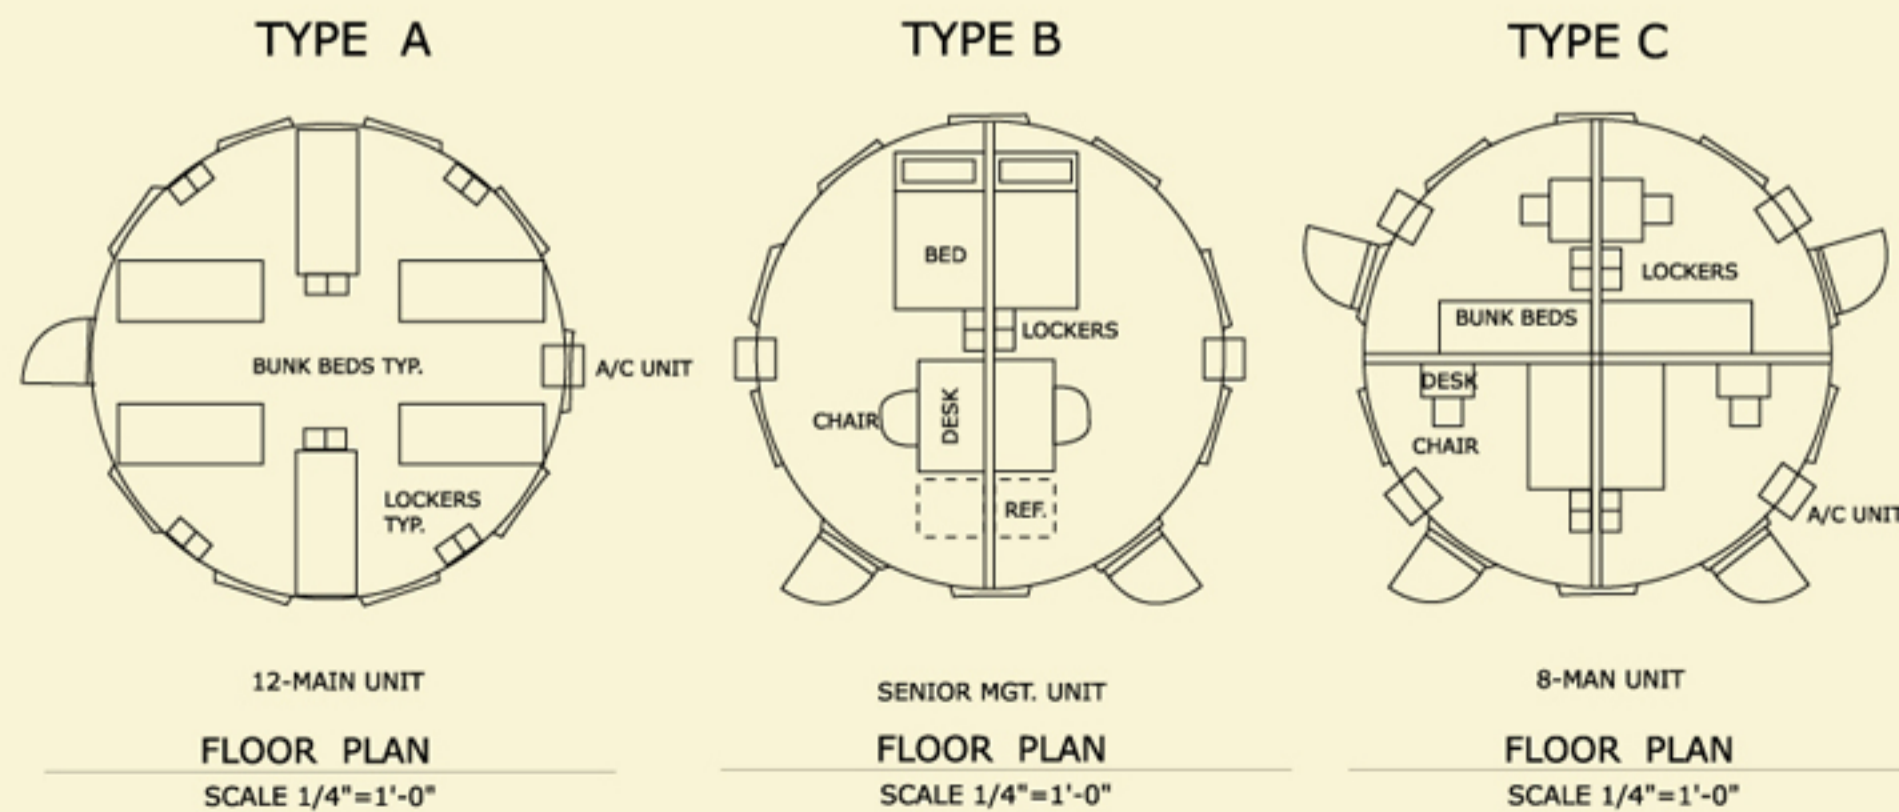 TYPE A
BUNK BEDS TYP.
A/C UNIT
LOCKERS
TYP.
12-MAIN UNIT
FLOOR PLAN
SCALE 1/4"=1'-0"
TYPE B
BED
LOCKERS
CHAIR
DESK
REF.
SENIOR MGT. UNIT
FLOOR PLAN
SCALE 1/4"=1'-0"
TYPE C
LOCKERS
BUNK BEDS
DESK
CHAIR
A/C UNIT
8-MAN UNIT
FLOOR PLAN
SCALE 1/4"=1'-0"